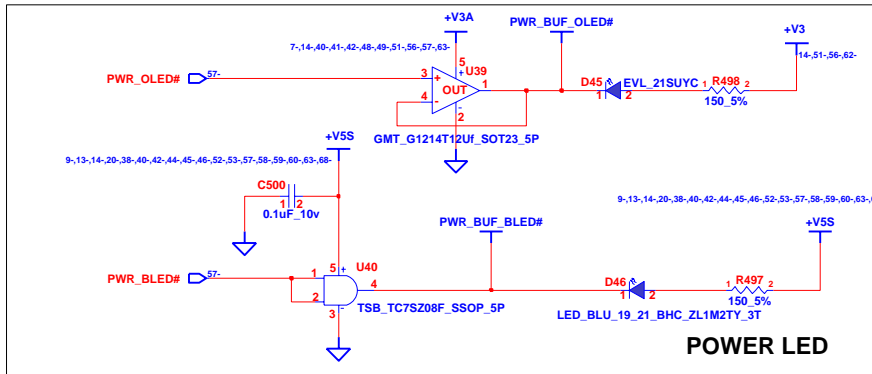 PWR_BUF_OLED#
+V3A
+V3
7-,14-,40-,41-,42-,48-,49-,51-,56-,57-,63-
14-,51-,56-,62-
5
+
U39
PWR_OLED#
57-
3
+
OUT
1
D45
EVL_21SUYC
R498
4
-
1
2
1
2
-
2
150_5%
GMT_G1214T12Uf_SOT23_5P
+V5S
9-,13-,14-,20-,38-,40-,42-,44-,45-,46-,52-,53-,57-,58-,59-,60-,63-,68-
C500
1
2
0.1uF_10v
9-,13-,14-,20-,38-,40-,42-,44-,45-,46-,52-,53-,57-,58-,59-,60-,63-,6
PWR_BUF_BLED#
+V5S
5
+
U40
PWR_BLED#
57-
1
4
D46
R497
2
1
2
1
2
3
-
TSB_TC7SZ08F_SSOP_5P
150_5%
LED_BLU_19_21_BHC_ZL1M2TY_3T
POWER LED